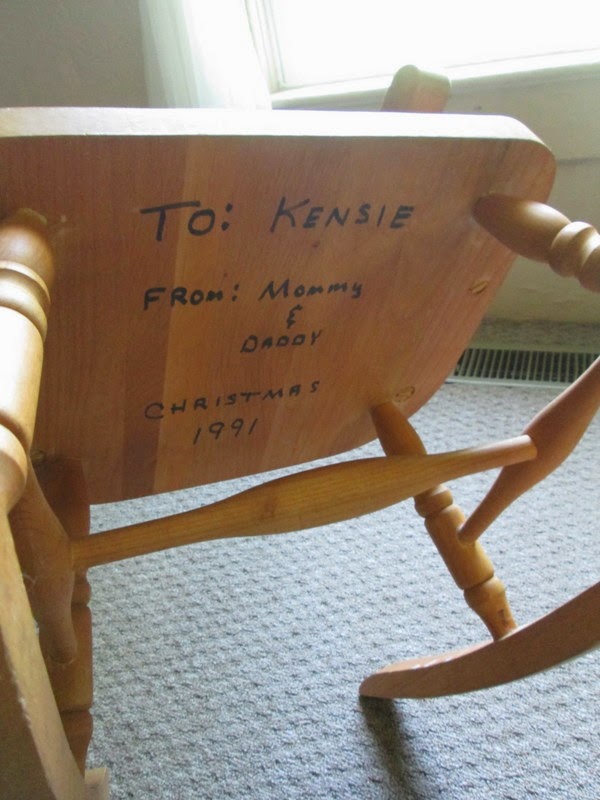 TO: KENSIE
FROM: Mommy
&
DADDY
CHRISTMAS
1991